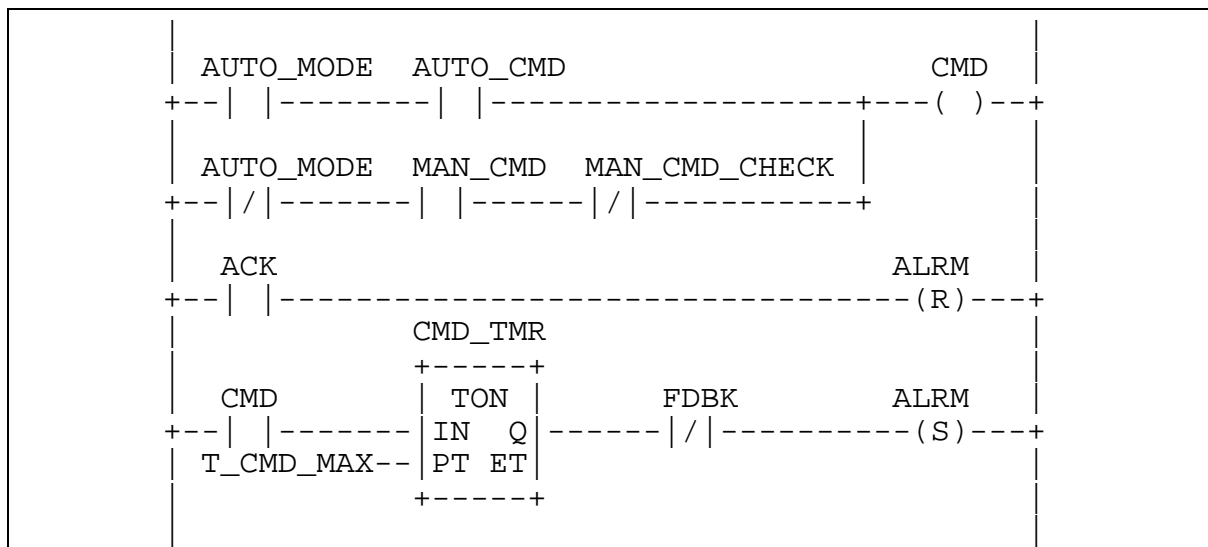 |                                            |
| AUTO_MODE  AUTO_CMD                   CMD  |
+--| |--------| |-------------------+---( )--+
|                                   |        |
| AUTO_MODE  MAN_CMD  MAN_CMD_CHECK |        |
+--|/|-------| |------|/|-----------+        |
|                                            |
|  ACK                                ALRM   |
+--| |---------------------------------(R)---+
|            CMD_TMR                         |
|            +-----+                         |
|  CMD       | TON |      FDBK       ALRM    |
+--| |-------|IN  Q|------|/|----------(S)---+
| T_CMD_MAX--|PT ET|                         |
|            +-----+                         |
|                                            |